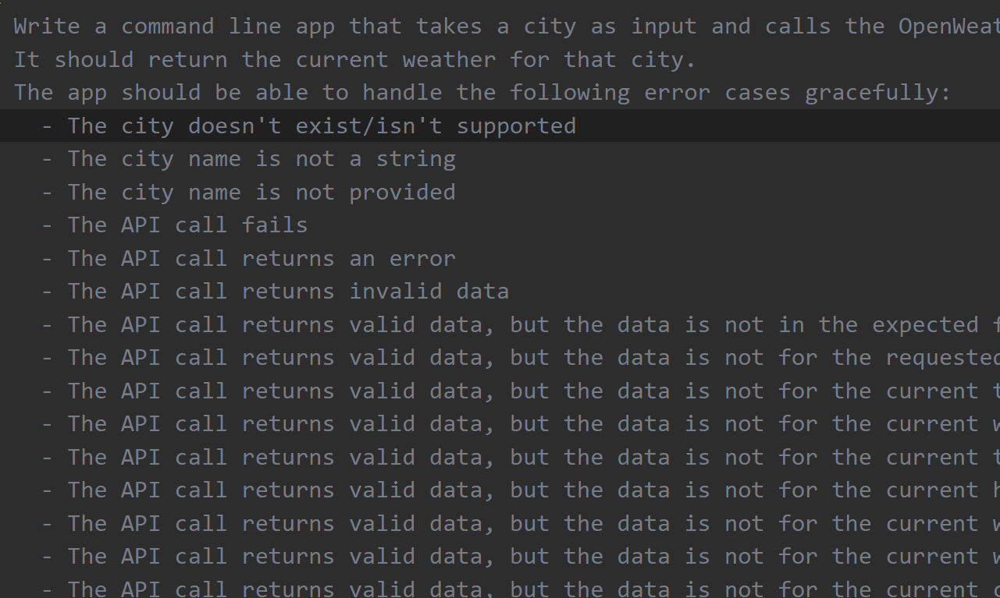 Write a command line app that takes a city as input and calls the OpenWeat
It should return the current weather for that city.
The app should be able to handle the following error cases gracefully:
- The city doesn't exist/isn't supported
- The city name is not a string
- The city name is not provided
- The API call fails
- The API call returns an error
- The API call returns invalid data
- The API call returns valid data, but the data is not in the expected
- The API call returns valid data, but the data is not for the requested
- The API call returns valid data, but the data is not for the current
- The API call returns valid data, but the data is not for the current
- The API call returns valid data, but the data is not for the current
- The API call returns valid data, but the data is not for the current
- The API call returns valid data, but the data is not for the current
- The API call returns valid data, but the data is not for the current
- The API call returns valid data, but the data is not for the current